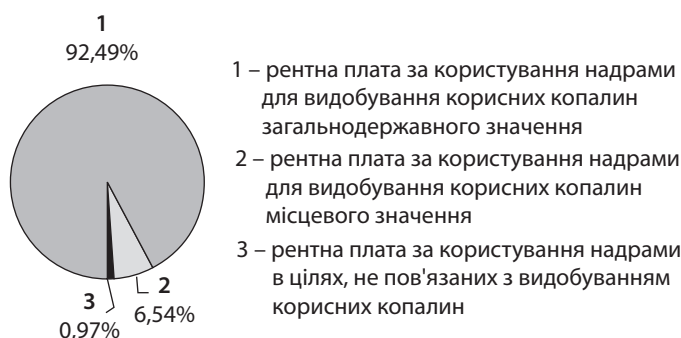 1
92,49%
1 – рентна плата за користування надрами
для видобування корисних копалин
загальнодержавного значення
2 – рентна плата за користування надрами
для видобування корисних копалин
місцевого значення
3 – рентна плата за користування надрами
в цілях, не пов'язаних з видобуванням
корисних копалин
2
6,54%
3
0,97%